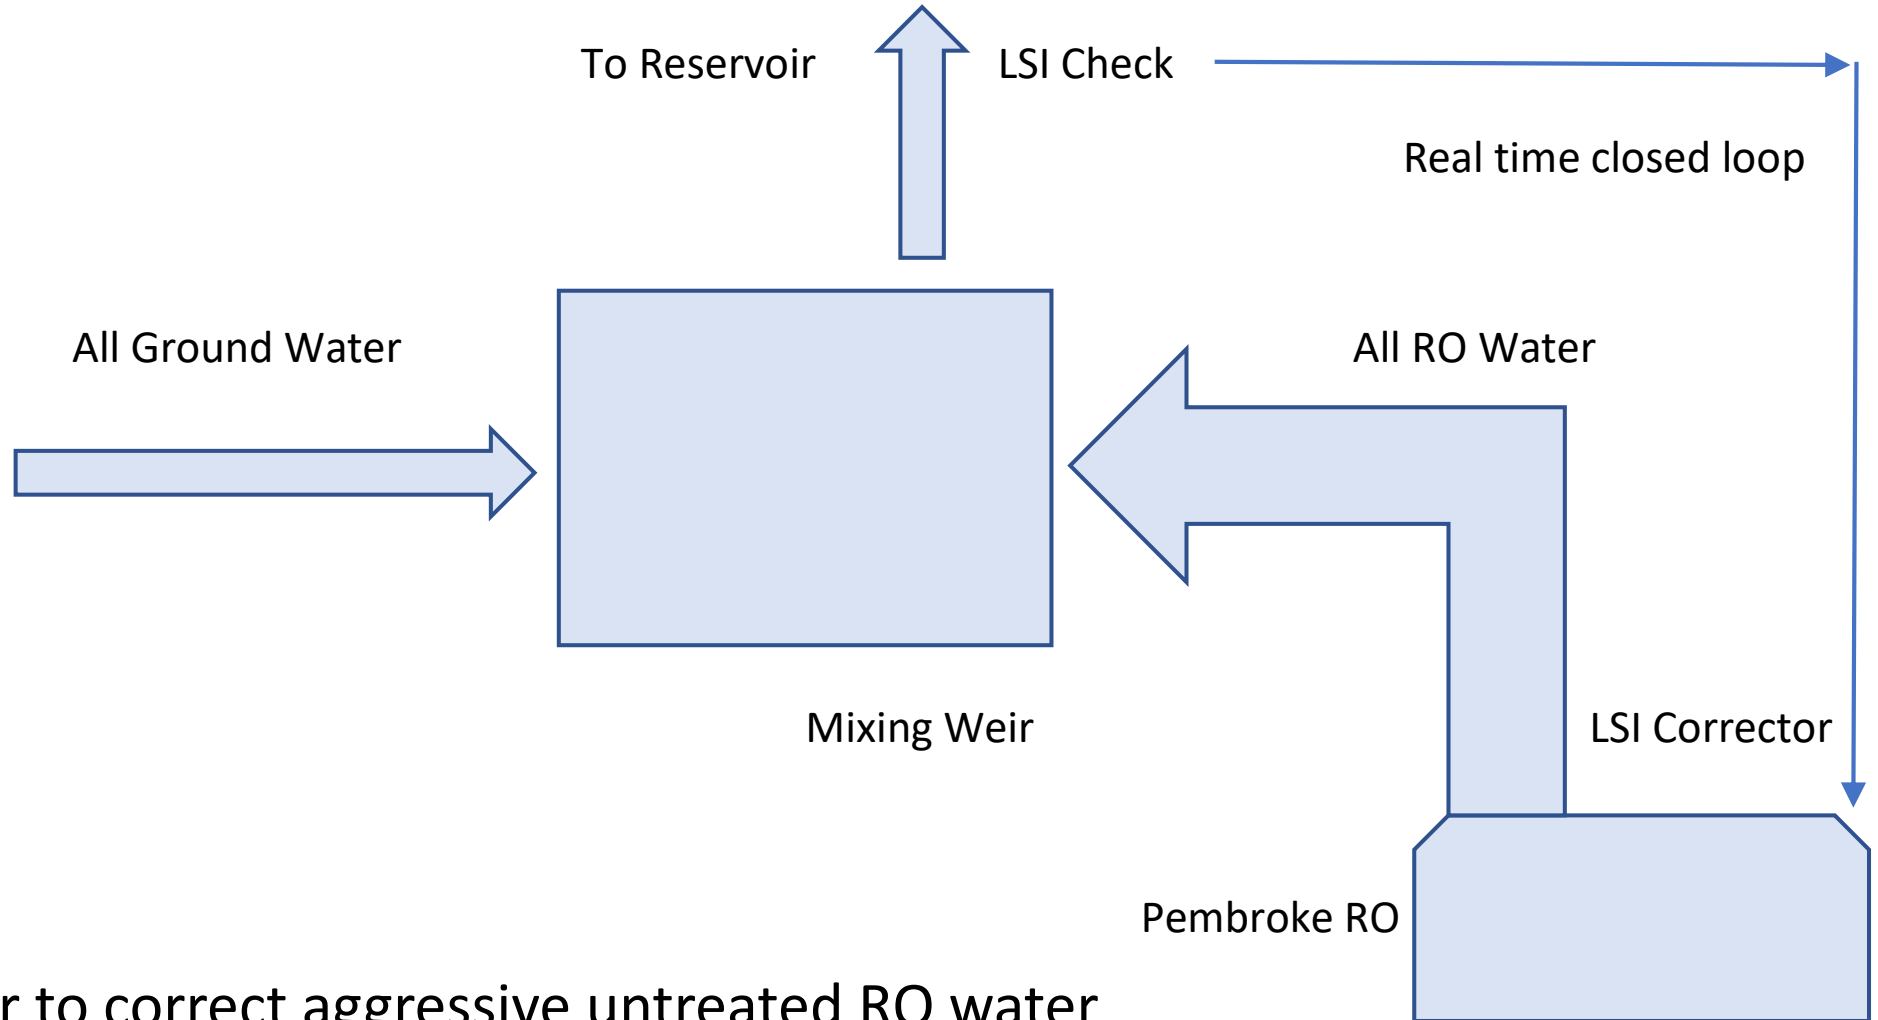 To Reservoir
LSI Check
Real time closed loop
All Ground Water
All RO Water
Mixing Weir
LSI Corrector
Pembroke RO
r to correct aggressive untreated RO water